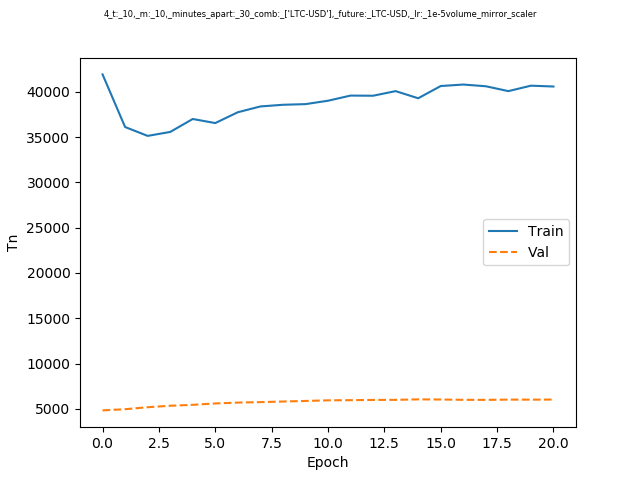 4_t:_10,_m:_10,_minutes_apart:_30_comb:_['LTC-USD'],_future:_LTC-USD,_lr:_1e-5volume_mirror_scaler
40000
35000
30000
25000
20000
15000
10000
5000
Tn
Train
Val
0.0 2.5 5.0 7.5 10.0 12.5 15.0 17.5 20.0
Epoch